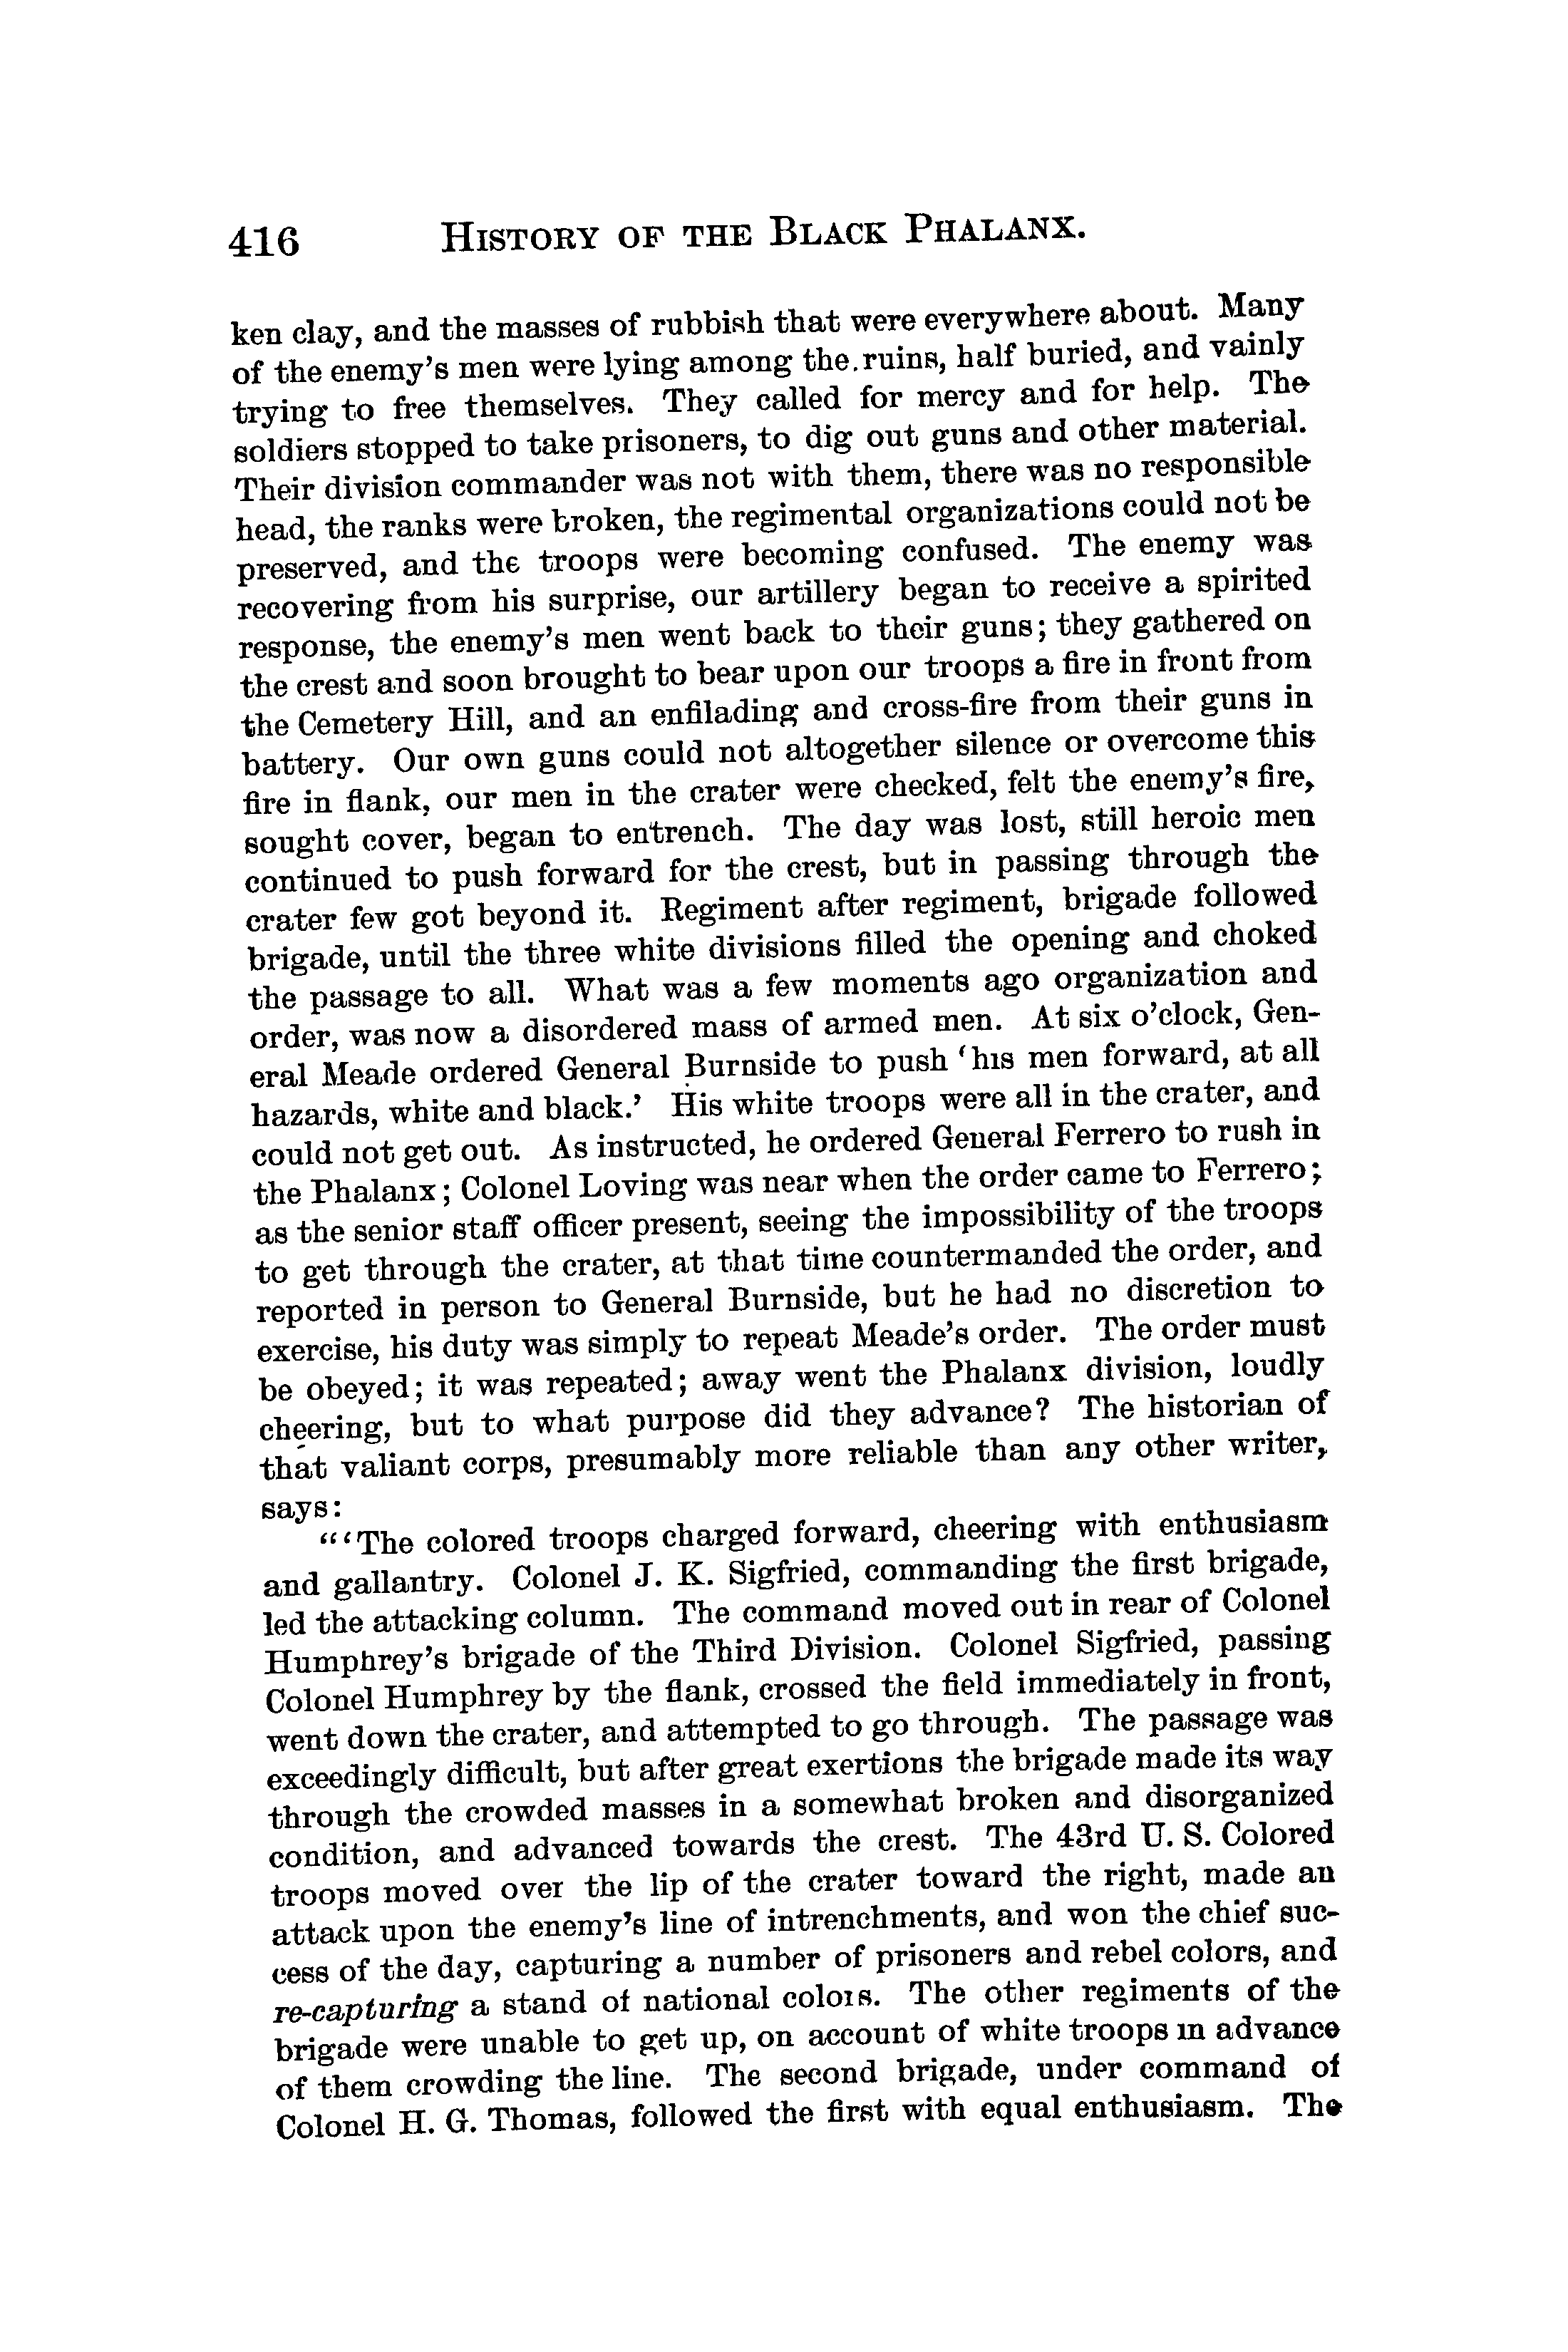 416 HISTORY OF THE BLACK PHALANX.
ken clay, and the masses of rubbish that were everywhere about. Many
of the enemy's men were lying among the ruins, half buried, and vainly
trying to free themselves. They called for mercy and for help. The
soldiers stopped to take prisoners, to dig out guns and other material.
Their division commander was not with them, there was no responsible
head, the ranks were broken, the regimental organizations could not be
preserved, and the troops were becoming confused. The enemy was
recovering from his surprise, our artillery began to receive a spirited
response, the enemy's men went back to their guns; they gathered on
the crest and soon brought to bear upon our troops a fire in front from
the Cemetery Hill, and an enfilading and cross-fire from their guns in
battery. Our own guns could not altogether silence or overcome this
fire in flank, our men in the crater were checked, felt the enemy's fire,
sought cover, began to entrench. The day was lost, still heroic men
continued to push forward for the crest, but in passing through the
crater few got beyond it. Regiment after regiment, brigade followed
brigade, until the three white divisions filled the opening and choked
the passage to all. What was a few moments ago organization and
order, was now a disordered mass of armed men. At six o'clock, Gen-
eral Meade ordered General Burnside to push 'his men forward, at all
hazards, white and black.' His white troops were all in the crater, and
could not get out. As instructed, he ordered General Ferrero to rush in
the Phalanx; Colonel Loving was near when the order came to Ferrero;
as the senior staff officer present, seeing the impossibility of the troops
to get through the crater, at that time countermanded the order, and
reported in person to General Burnside, but he had no discretion to
exercise, his duty was simply to repeat Meade's order. The order must
be obeyed; it was repeated; away went the Phalanx division, loudly
cheering, but to what purpose did they advance? The historian of
that valiant corps, presumably more reliable than any other writer,
says:
"'The colored troops charged forward, cheering with enthusiasm
and gallantry. Colonel J. K. Sigfried, commanding the first brigade,
led the attacking column. The command moved out in rear of Colonel
Humphrey's brigade of the Third Division. Colonel Sigfried, passing
Colonel Humphrey by the flank, crossed the field immediately in front,
went down the crater, and attempted to go through. The passage was
exceedingly difficult, but after great exertions the brigade made its way
through the crowded masses in a somewhat broken and disorganized
condition, and advanced towards the crest. The 43rd U. S. Colored
troops moved over the lip of the crater toward the right, made an
attack upon the enemy's line of intrenchments, and won the chief suc-
cess of the day, capturing a number of prisoners and rebel colors, and
re-capturing a stand of national colors. The other regiments of the
brigade were unable to get up, on account of white troops in advance
of them crowding the line. The second brigade, under command of
Colonel H. G. Thomas, followed the first with equal enthusiasm. The